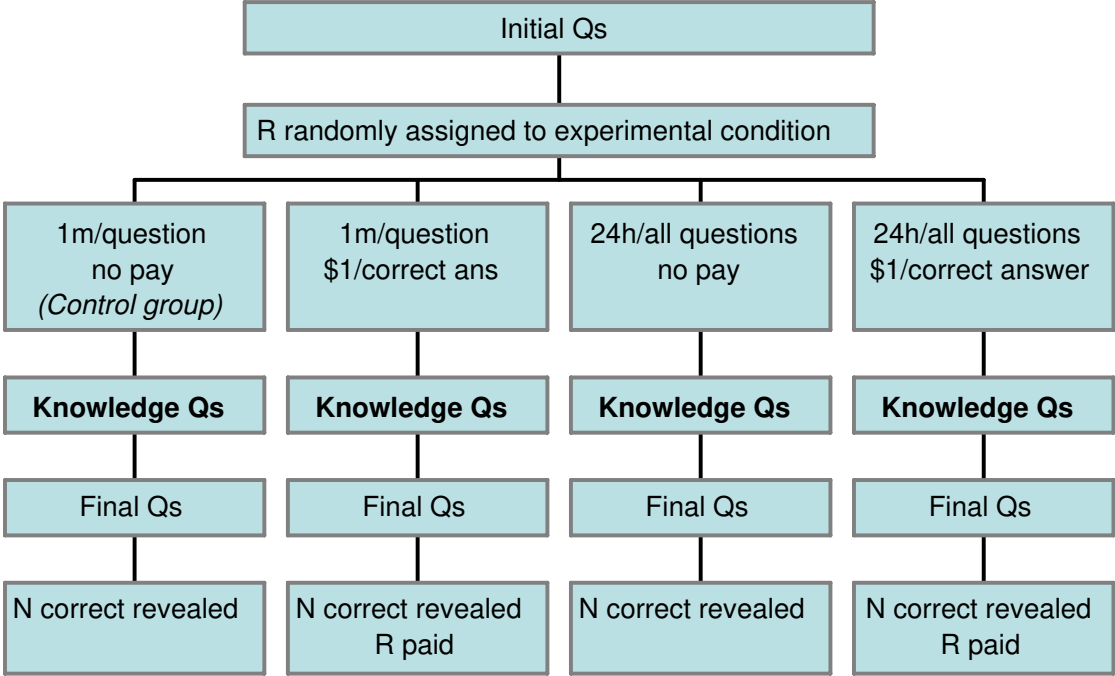 Initial Qs
R randomly assigned to experimental condition
1m/question
no pay
(Control group)
1m/question
$1/correct ans
24h/all questions
no pay
24h/all questions
$1/correct answer
Knowledge Qs
Knowledge Qs
Knowledge Qs
Knowledge Qs
Final Qs
Final Qs
Final Qs
Final Qs
N correct revealed
N correct revealed
R paid
N correct revealed
N correct revealed
R paid